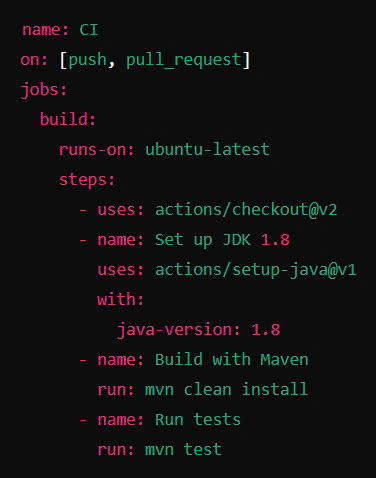 name: CI
on: [push, pull_request]
jobs:
  build:
    runs-on: ubuntu-latest
    steps:
      - uses: actions/checkout@v2
      - name: Set up JDK 1.8
        uses: actions/setup-java@v1
        with:
          java-version: 1.8
      - name: Build with Maven
        run: mvn clean install
      - name: Run tests
        run: mvn test